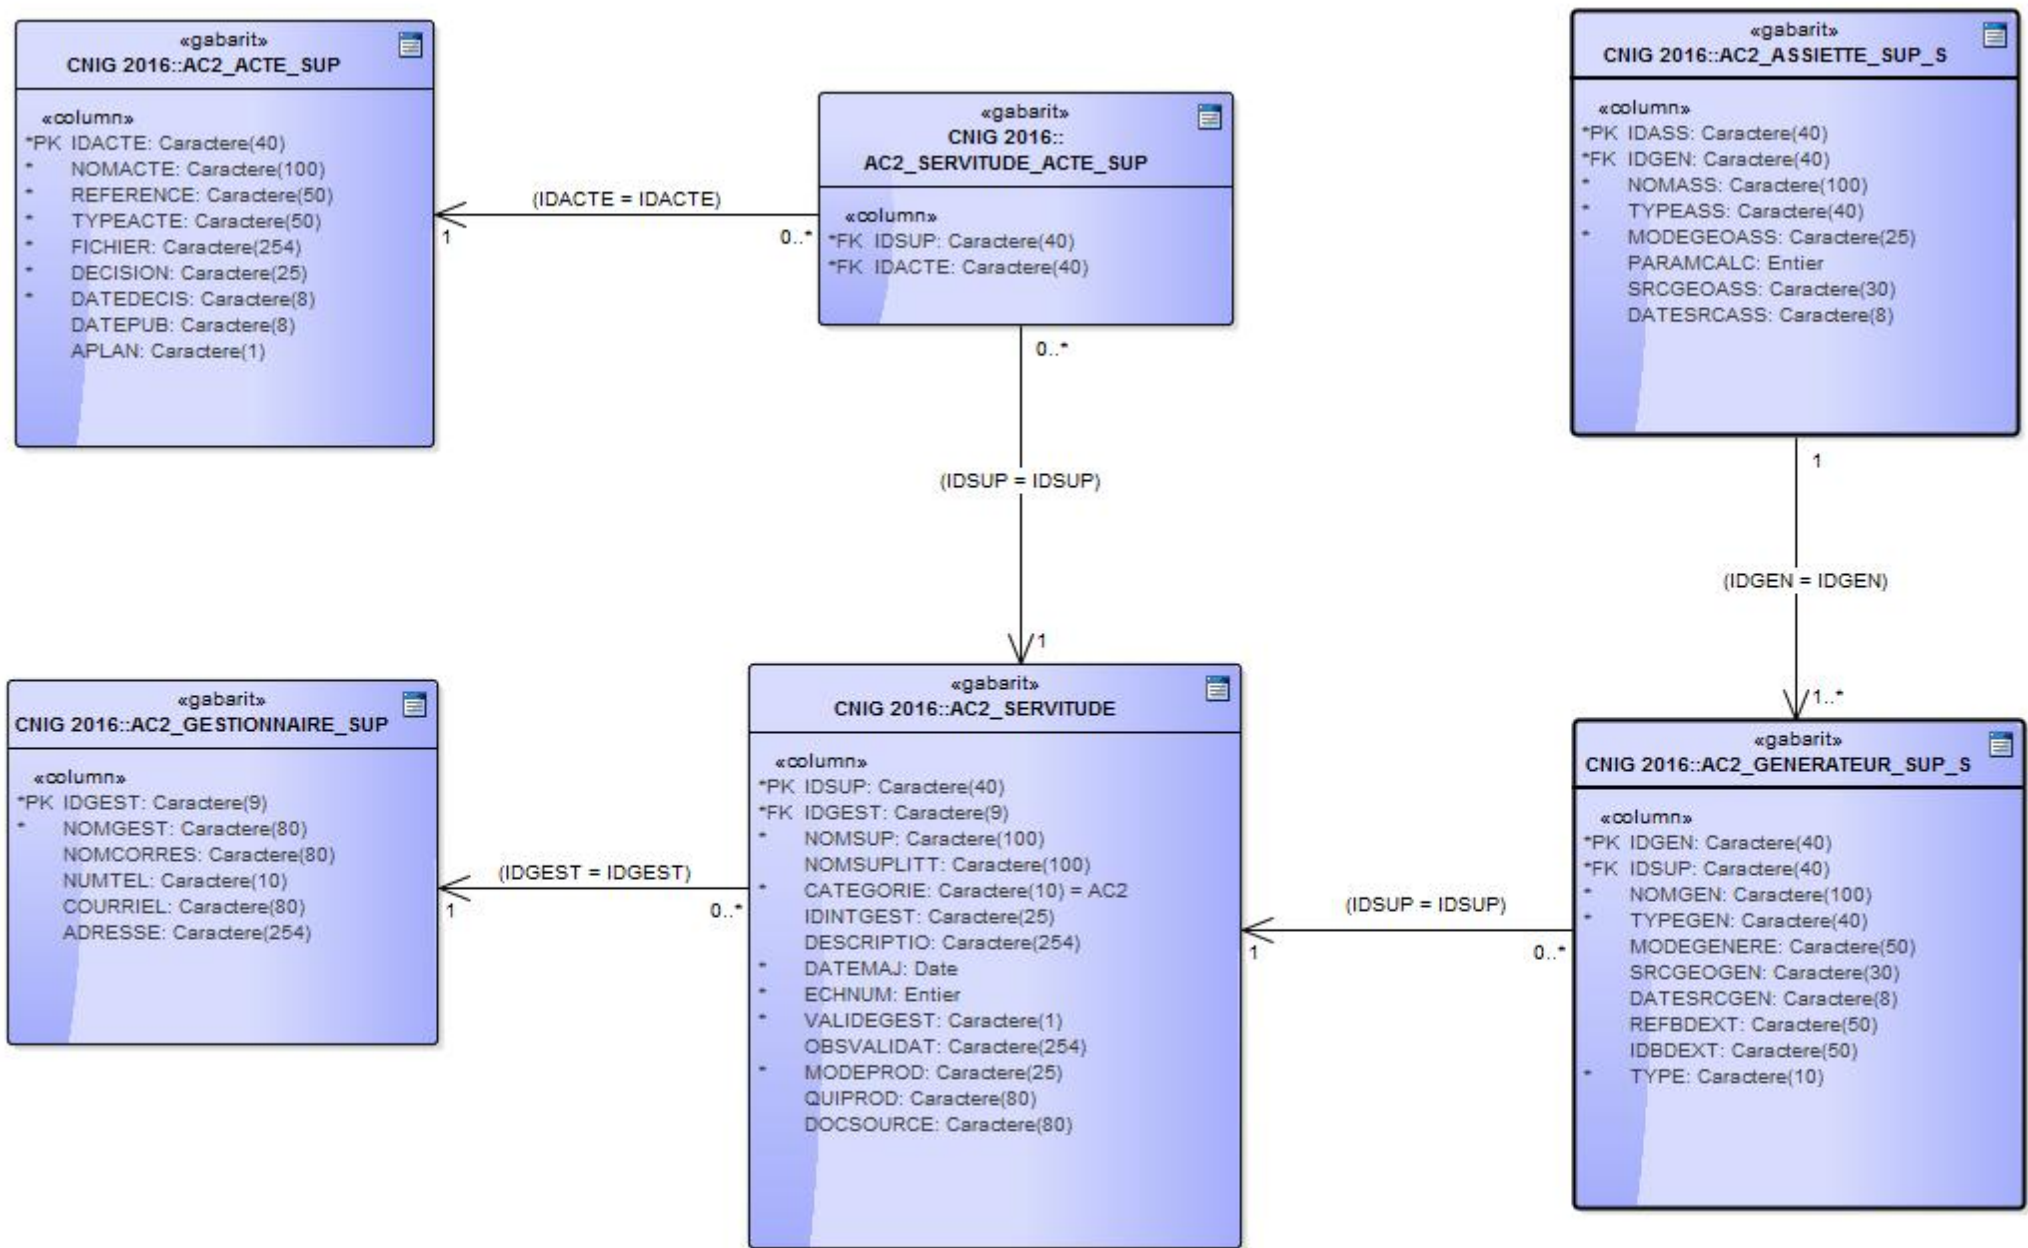 «gabarit»
CNIG 2016::AC2_ACTE_SUP
«column»
*PK IDACTE: Caractere(40)
* NOMACTE: Caractere(100)
* REFERENCE: Caractere(50)
* TYPEACTE: Caractere(50)
* FICHIER: Caractere(254)
* DECISION: Caractere(25)
* DATEDECIS: Caractere(8)
DATEPUB: Caractere(8)
APLAN: Caractere(1)
(IDACTE = IDACTE)
1
0..*
«gabarit»
CNIG 2016::
AC2_SERVITUDE_ACTE_SUP
«column»
*FK IDSUP: Caractere(40)
*FK IDACTE: Caractere(40)
0..*
(IDSUP = IDSUP)
1
«gabarit»
CNIG 2016::AC2_ASSIETTE_SUP_S
«column»
*PK IDASS: Caractere(40)
*FK IDGEN: Caractere(40)
* NOMASS: Caractere(100)
* TYPEASS: Caractere(40)
* MODEGEOASS: Caractere(25)
PARAMCALC: Entier
SRCGEOASS: Caractere(30)
DATESRCASS: Caractere(8)
1
(IDGEN = IDGEN)
1..*
«gabarit»
CNIG 2016::AC2_GESTIONNAIRE_SUP
«column»
*PK IDGEST: Caractere(9)
* NOMGEST: Caractere(80)
NOMCORRES: Caractere(80)
NUMTEL: Caractere(10)
COURRIEL: Caractere(80)
ADRESSE: Caractere(254)
(IDGEST = IDGEST)
1
0..*
«gabarit»
CNIG 2016::AC2_SERVITUDE
«column»
*PK IDSUP: Caractere(40)
*FK IDGEST: Caractere(9)
* NOMSUP: Caractere(100)
NOMSUPLITT: Caractere(100)
* CATEGORIE: Caractere(10) = AC2
IDINTGEST: Caractere(25)
DESCRIPTIO: Caractere(254)
* DATEMAJ: Date
* ECHNUM: Entier
* VALIDEGEST: Caractere(1)
OBSVALIDAT: Caractere(254)
* MODEPROD: Caractere(25)
QUIPROD: Caractere(80)
DOCSOURCE: Caractere(80)
(IDSUP = IDSUP)
1
0..*
«gabarit»
CNIG 2016::AC2_GENERATEUR_SUP_S
«column»
*PK IDGEN: Caractere(40)
*FK IDSUP: Caractere(40)
* NOMGEN: Caractere(100)
* TYPEGEN: Caractere(40)
MODEGENERE: Caractere(50)
SRCGEOGEN: Caractere(30)
DATESRCGEN: Caractere(8)
REFBDEXT: Caractere(50)
IDBDEXT: Caractere(50)
* TYPE: Caractere(10)